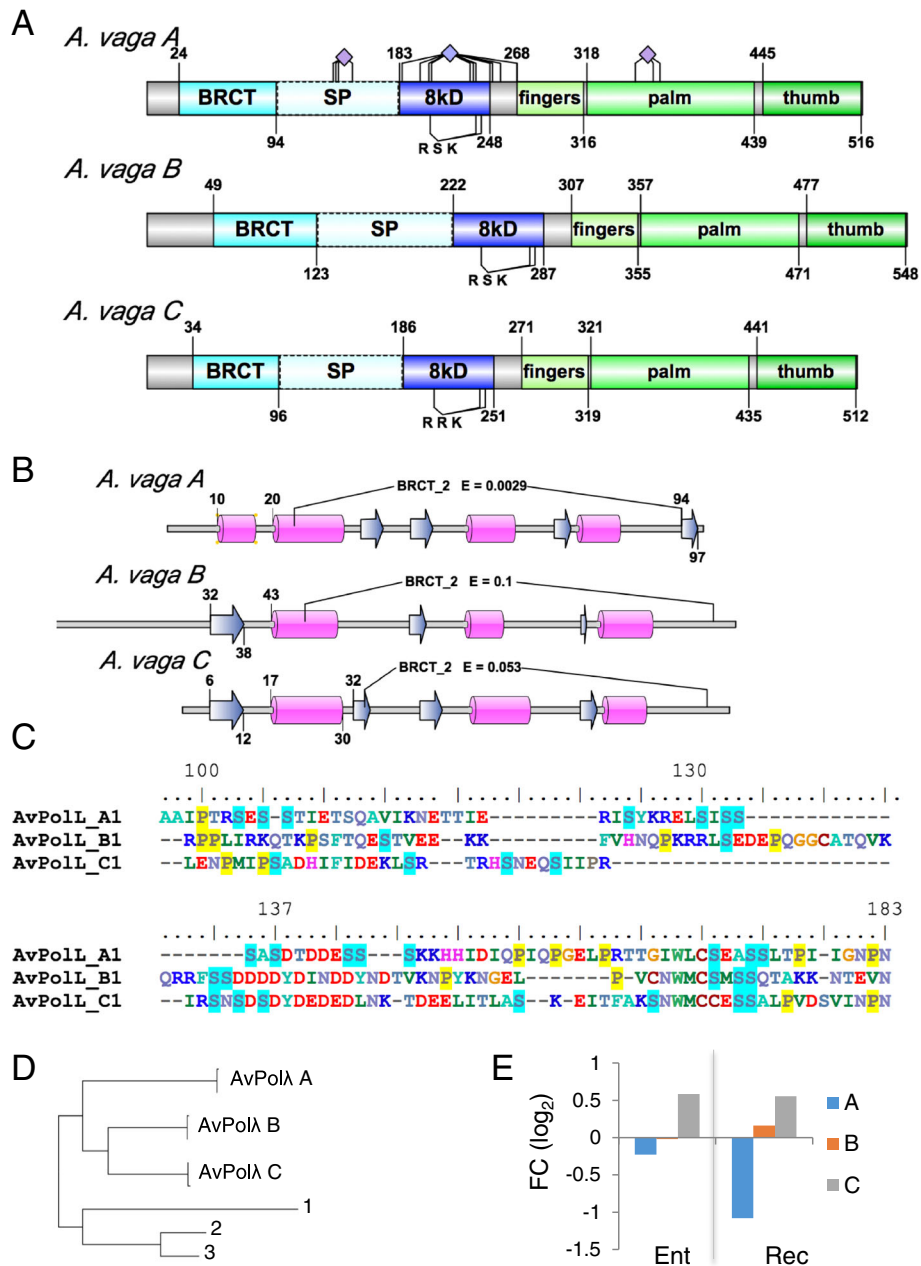 A
A. vaga A
24 183 268 318 445
BRCT SP 8kD fingers palm thumb
94 R S K 248 316 439 516
A. vaga B
49 222 307 357 477
BRCT SP 8kD fingers palm thumb
123 R S K 287 355 471 548
A. vaga C
34 186 271 321 441
BRCT SP 8kD fingers palm thumb
96 R R K 251 319 435 512
B
A. vaga A
10 20 BRCT_2 E = 0.0029 94
97
A. vaga B
32 43 BRCT_2 E = 0.1
38
A. vaga C
6 17 32 BRCT_2 E = 0.053
12 30
C
100 130
AvPolL_A1 AAIPTRSES-STIETSQAVIKNETTIE---------RISYKRELSISS------------
AvPolL_B1 --RPPLIRKQTKPSFTQESTVEE-KK---------FVHNQPKRRLSEDEPQGGCATQVK
AvPolL_C1 --LENPMIPSADHIFIDEKLSR--TRHSNEQSIIPR-----------------------
137 183
AvPolL_A1 -------SASDTDDESS---SKKHHIDIQPIQPGELPRTTGIWLCSEASSLTPI-IGNPN
AvPolL_B1 QRRFSSDDDDYDINDDYNDTVKNPYKNGEL------P-VCNWMCSMSSQTAKK-NTEVN
AvPolL_C1 --IRSNSDSDYDEDEDLNK-TDEELITLAS--K-EITFAKSNWMCCESSALPVDSVINPN
D
AvPolλ A
AvPolλ B
AvPolλ C
1
2
3
E
FC (log2)
1
0.5
0
-0.5
-1
-1.5
Ent Rec
A
B
C